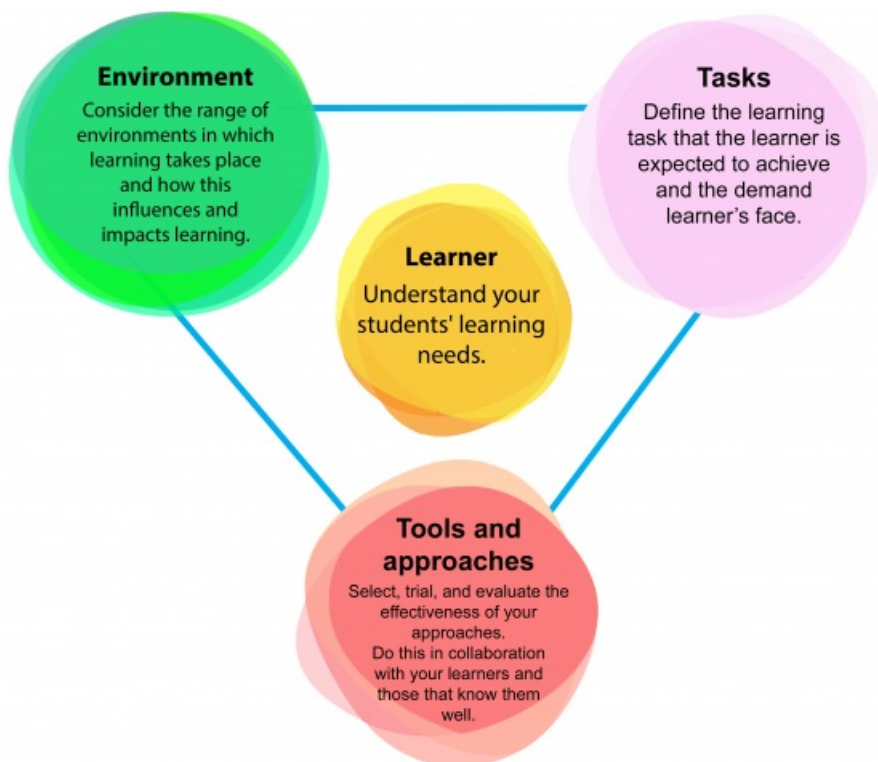 Environment
Consider the range of
environments in which
learning takes place
and how this
influences and
impacts learning.
Tasks
Define the learning
task that the learner is
expected to achieve
and the demand
learner's face.
Learner
Understand your
students' learning
needs.
Tools and
approaches
Select, trial, and evaluate the
effectiveness of your
approaches.
Do this in collaboration
with your learners and
those that know them
well.